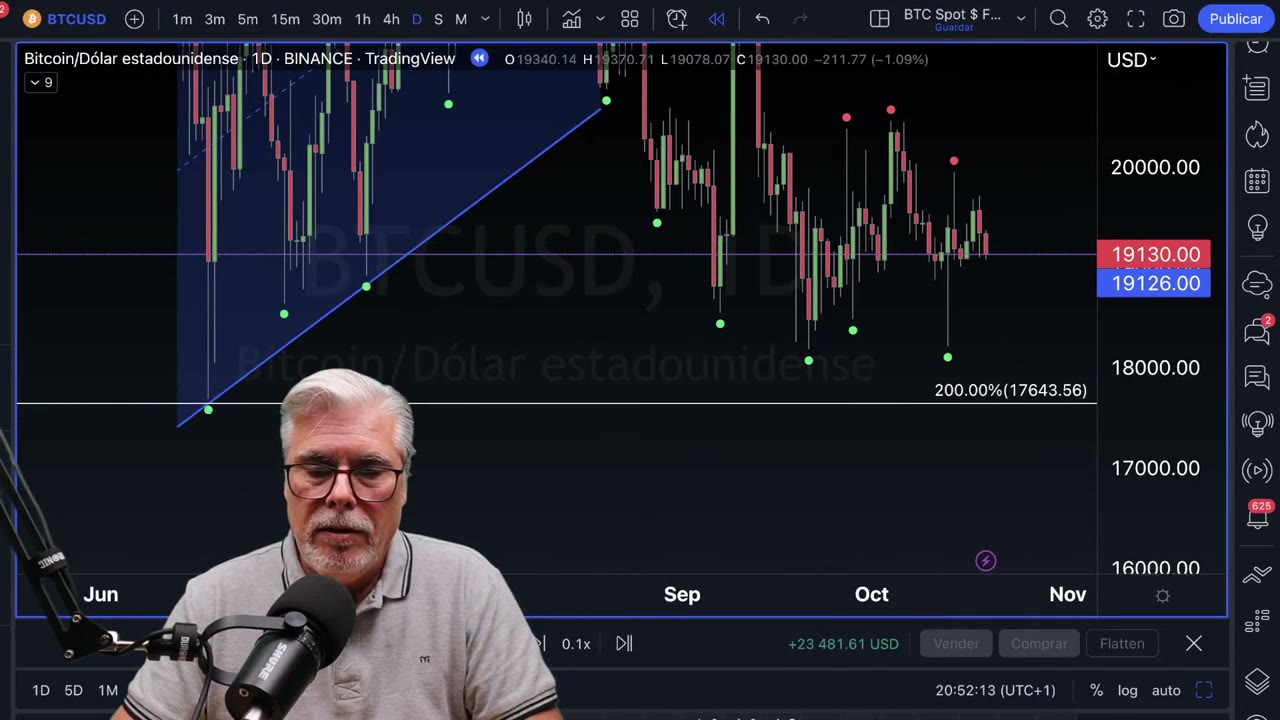 2
BTCUSD
1m 3m 5m 15m 30m 1h 4h D S M
BTC Spot $ F...
Guardar
Publicar
Bitcoin/Dólar estadounidense · 1D · BINANCE · TradingView
O19340.14 H19370.71 L19078.07 C19130.00 −211.77 (−1.09%)
USD
9
20000.00
BTCUSD, 1D
19130.00
19126.00
Bitcoin/Dólar estadounidense
18000.00
200.00%(17643.56)
2
17000.00
625
16000.00
Jun Sep Oct Nov
0.1x
+23 481.61 USD
Vender
Comprar
Flatten
SHURE
1D 5D 1M
20:52:13 (UTC+1)
% log auto